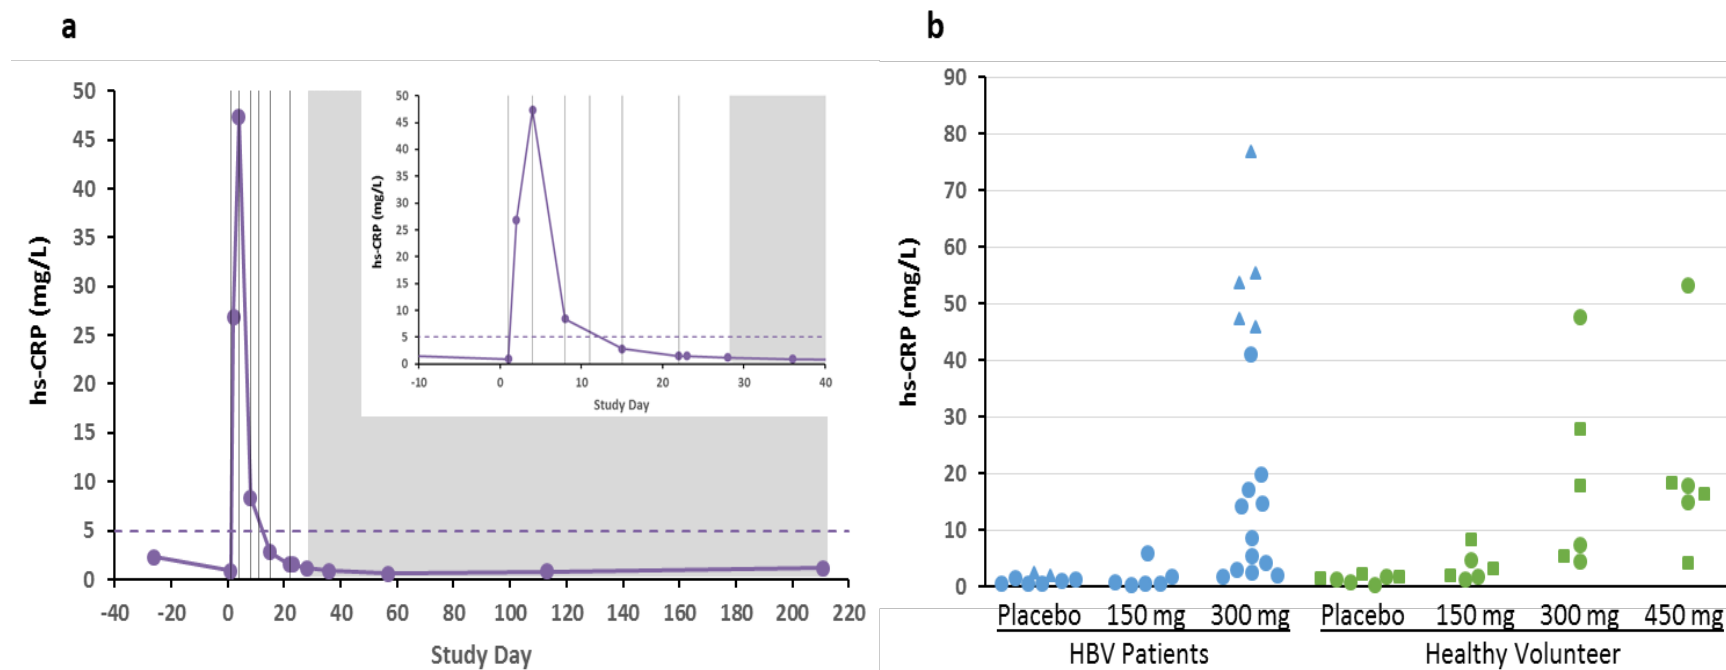 a
50
45
40
35
30
25
20
15
10
5
0
hs-CRP (mg/L)
-40 -20 0 20 40 60 80 100 120 140 160 180 200 220
Study Day
50
45
40
35
30
25
20
15
10
5
0
hs-CRP (mg/L)
-10 0 10 20 30 40
Study Day
b
90
80
70
60
50
40
30
20
10
0
hs-CRP (mg/L)
Placebo 150 mg 300 mg Placebo 150 mg 300 mg 450 mg
HBV Patients Healthy Volunteer